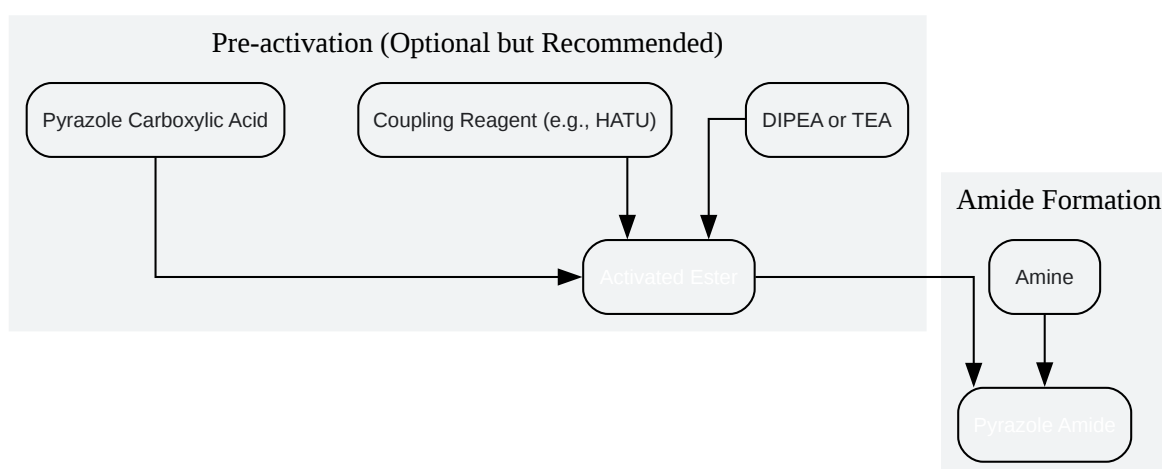 Pre-activation (Optional but Recommended)
Pyrazole Carboxylic Acid
Coupling Reagent (e.g., HATU)
DIPEA or TEA
Activated Ester
Amide Formation
Amine
Pyrazole Amide